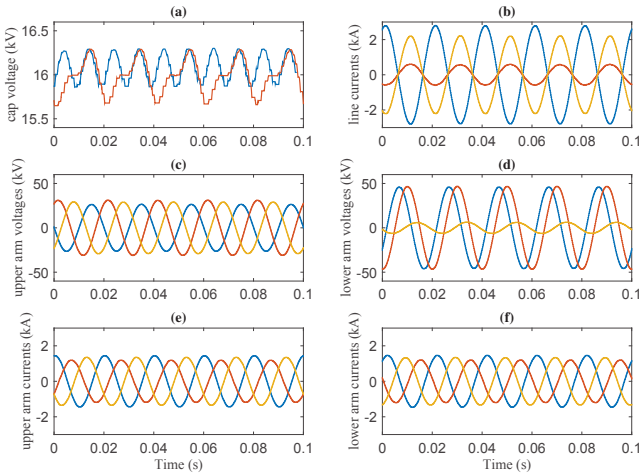 (a)
cap voltage (kV)
16.5
16
15.5
0 0.02 0.04 0.06 0.08 0.1
(b)
line currents (kA)
2
0
-2
0 0.02 0.04 0.06 0.08 0.1
(c)
upper arm voltages (kV)
50
0
-50
0 0.02 0.04 0.06 0.08 0.1
(d)
lower arm voltages (kV)
50
0
-50
0 0.02 0.04 0.06 0.08 0.1
(e)
upper arm currents (kA)
2
0
-2
0 0.02 0.04 0.06 0.08 0.1
Time (s)
(f)
lower arm currents (kA)
2
0
-2
0 0.02 0.04 0.06 0.08 0.1
Time (s)